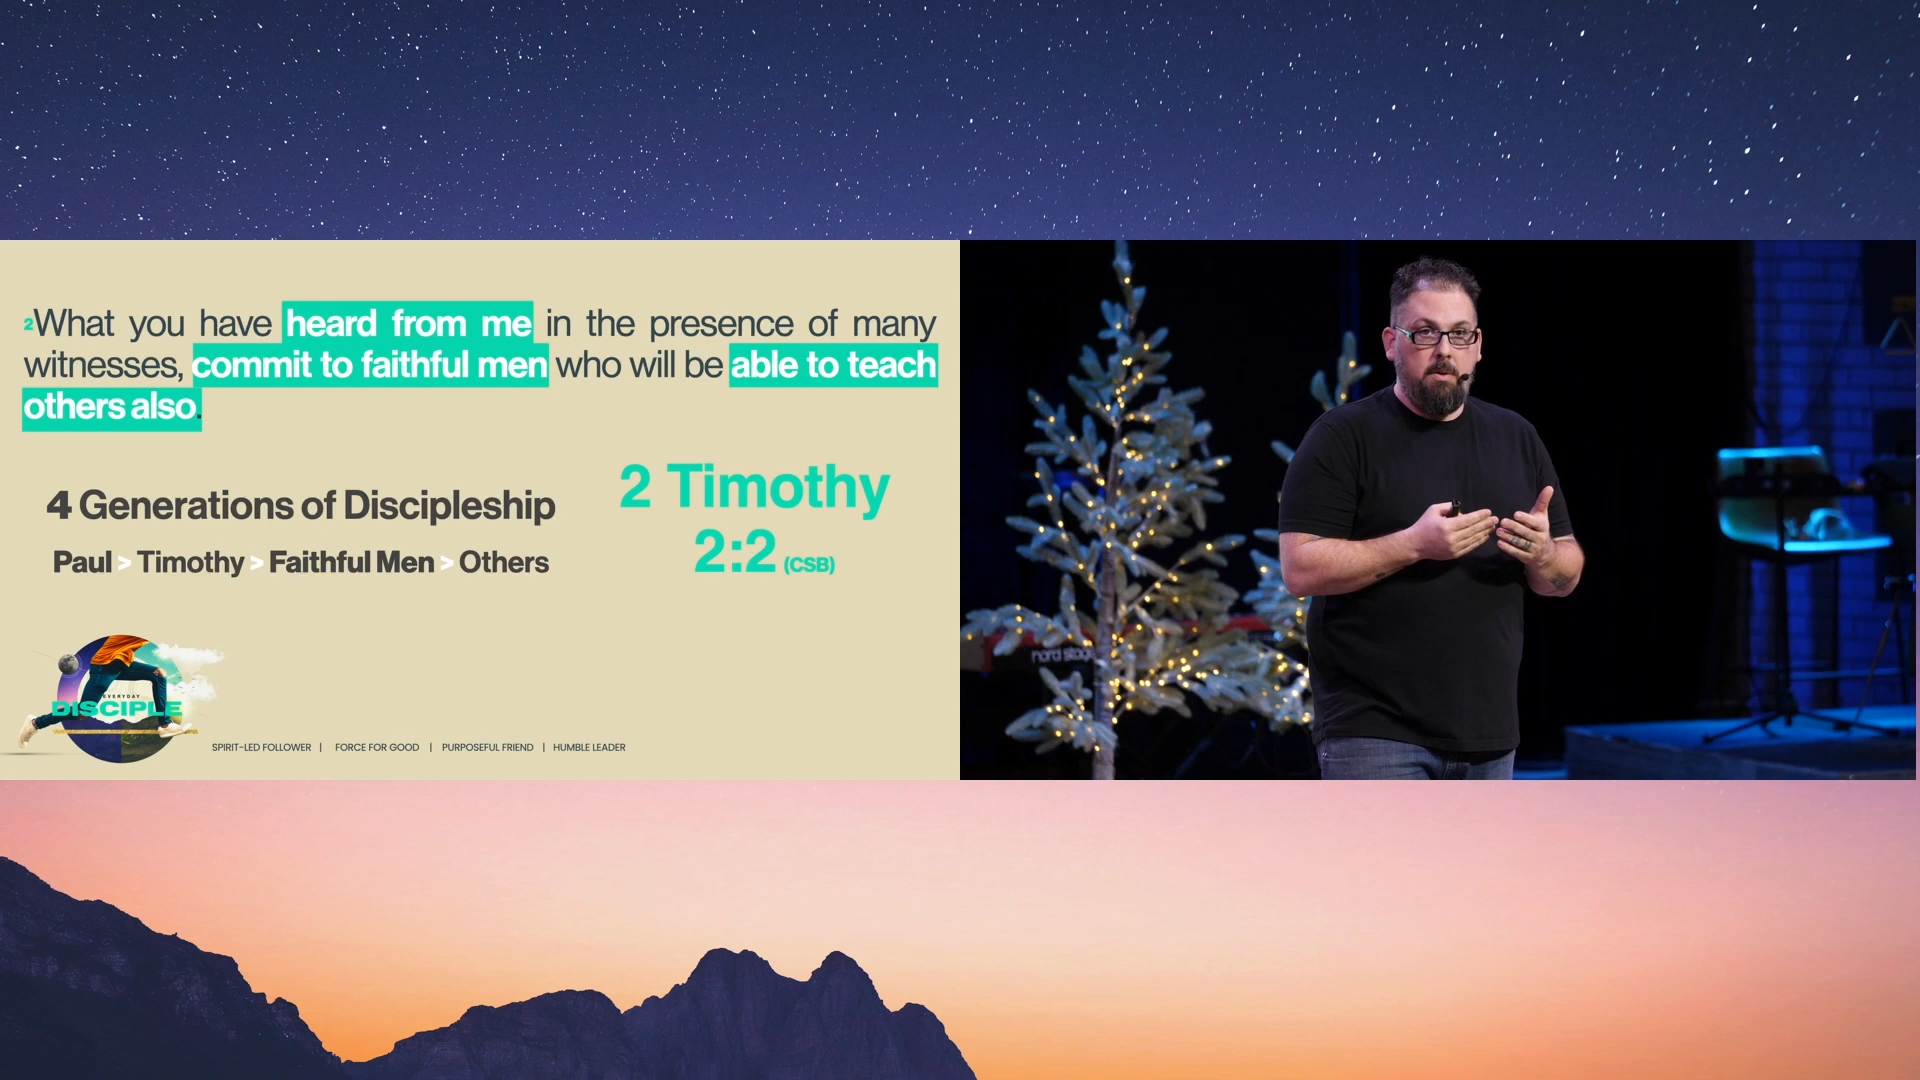 2What you have heard from me in the presence of many
witnesses, commit to faithful men who will be able to teach
others also.
4 Generations of Discipleship
Paul > Timothy > Faithful Men > Others
2 Timothy
2:2 (CSB)
EVERYDAY
DISCIPLE
SPIRIT-LED FOLLOWER | FORCE FOR GOOD | PURPOSEFUL FRIEND | HUMBLE LEADER
nord stage